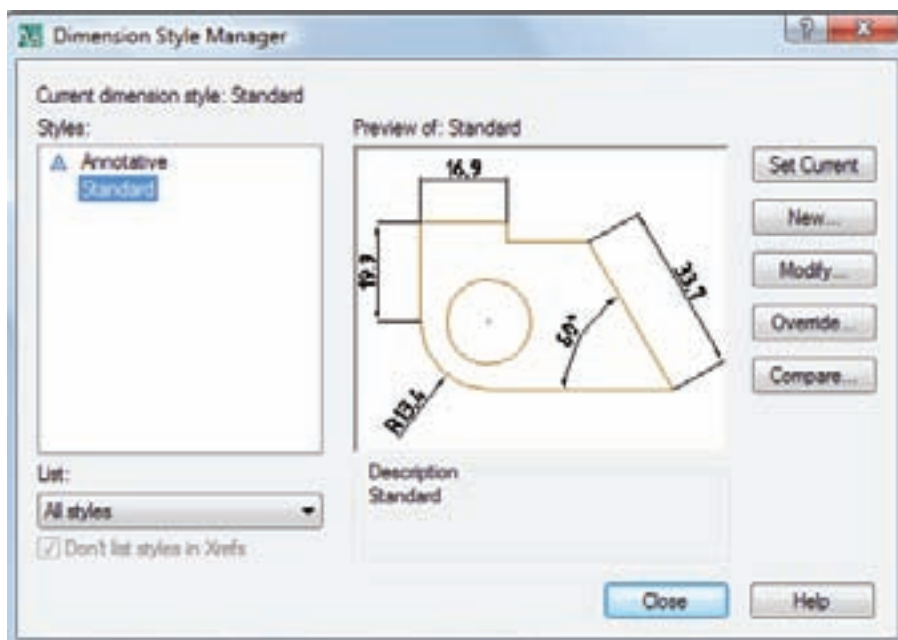 Dimension Style Manager
Current dimension style: Standard
Styles:
Annotative
Standard
Preview of: Standard
16,9
19,9
R13,4
60°
33,7
Set Current
New...
Modify...
Override...
Compare...
List:
All styles
Don't list styles in Xrefs
Description
Standard
Close
Help